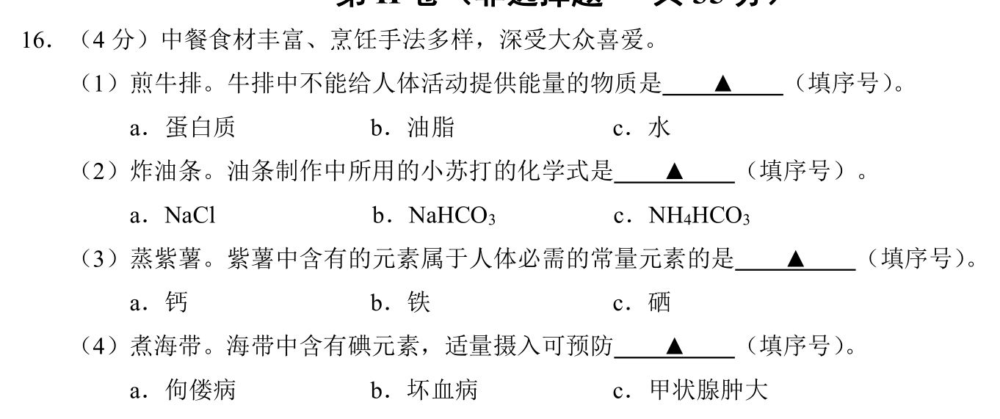 16．（4 分）中餐食材丰富、烹饪手法多样，深受大众喜爱。
（1）煎牛排。牛排中不能给人体活动提供能量的物质是▲（填序号）。
a．蛋白质 b．油脂 c．水
（2）炸油条。油条制作中所用的小苏打的化学式是▲（填序号）。
a．NaCl b．NaHCO₃ c．NH₄HCO₃
（3）蒸紫薯。紫薯中含有的元素属于人体必需的常量元素的是▲（填序号）。
a．钙 b．铁 c．硒
（4）煮海带。海带中含有碘元素，适量摄入可预防▲（填序号）。
a．佝偻病 b．坏血病 c．甲状腺肿大